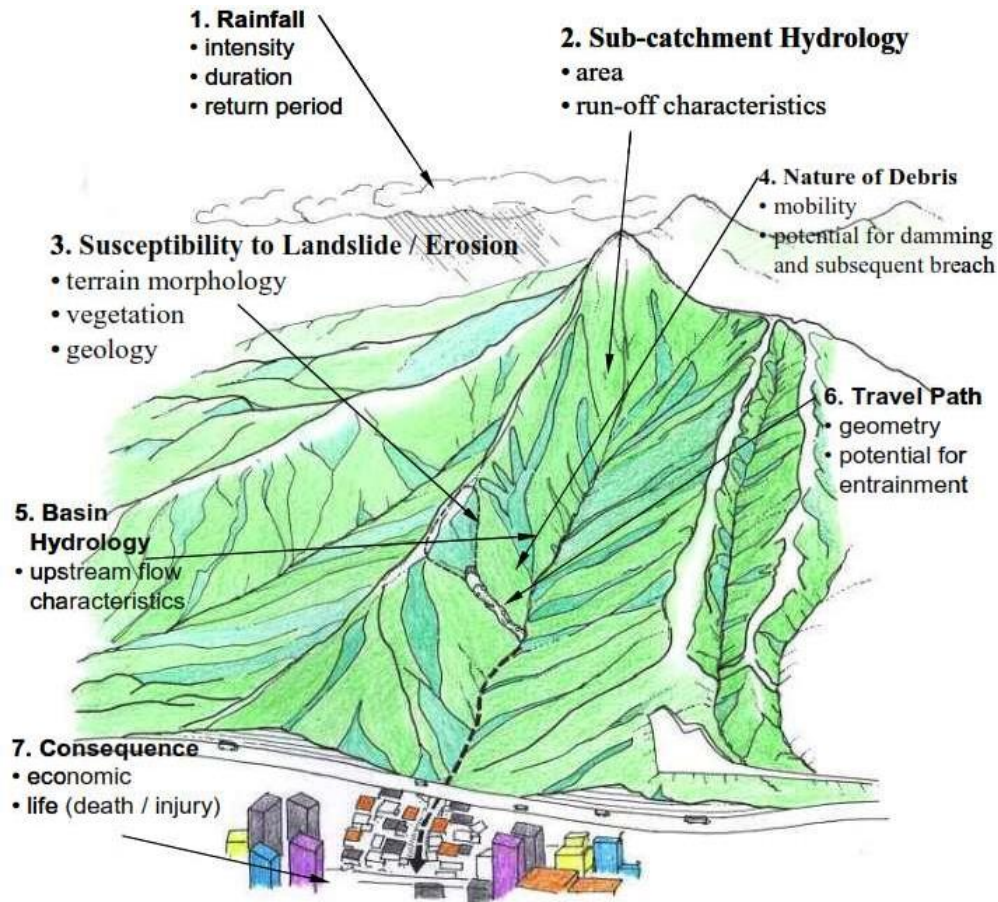 1. Rainfall
• intensity
• duration
• return period
2. Sub-catchment Hydrology
• area
• run-off characteristics
3. Susceptibility to Landslide / Erosion
• terrain morphology
• vegetation
• geology
4. Nature of Debris
• mobility
• potential for damming
and subsequent breach
5. Basin
Hydrology
• upstream flow
characteristics
6. Travel Path
• geometry
• potential for
entrainment
7. Consequence
• economic
• life (death / injury)